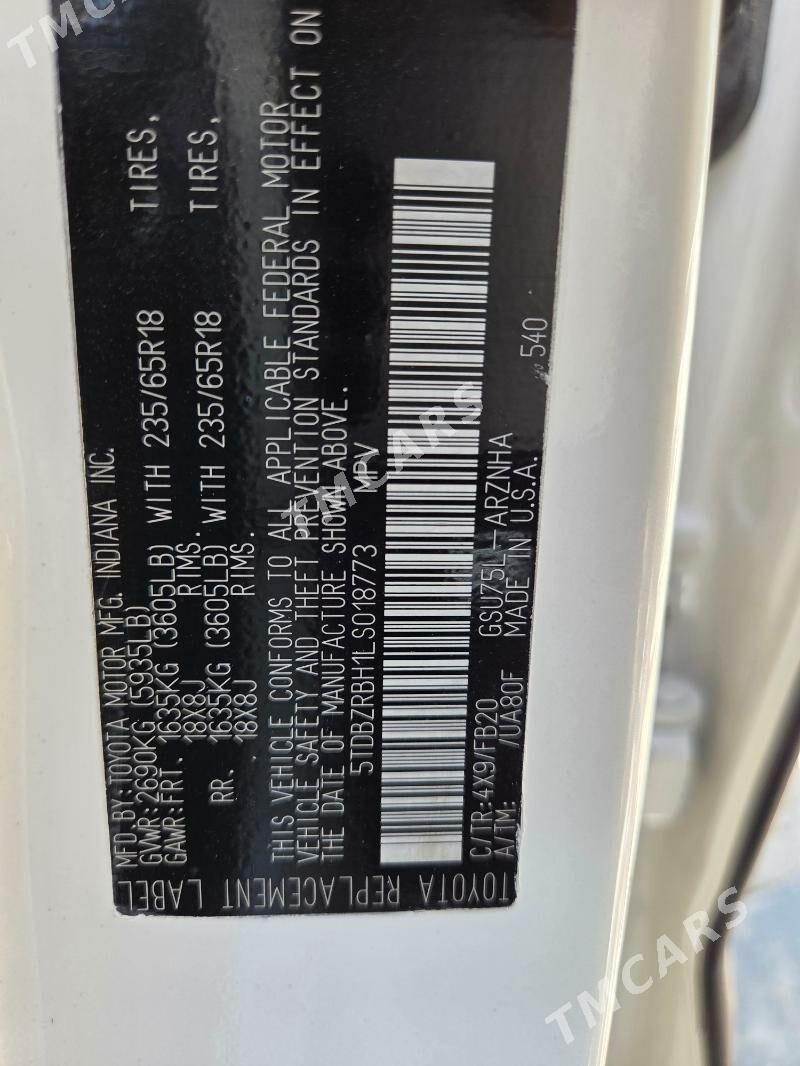 MFD.BY:TOYOTA MOTOR MFG. INDIANA INC.
GVWR:2690KG (5935LB)
GAWR:FRT. 1635KG (3605LB) WITH 235/65R18 TIRES,
18X8J RIMS.
RR. 1635KG (3605LB) WITH 235/65R18 TIRES,
18X8J RIMS.
THIS VEHICLE CONFORMS TO ALL APPLICABLE FEDERAL MOTOR
VEHICLE SAFETY AND THEFT PREVENTION STANDARDS IN EFFECT ON
THE DATE OF MANUFACTURE SHOWN ABOVE.
5TDBZRBH1LS018773 MPV
C/TR:4X9/FB20 GSU75L-ARZNHA
A/TM: /UA80F MADE IN U.S.A.
540
TOYOTA REPLACEMENT LABEL
TMCARS
TMCARS
TMCARS
TMCARS